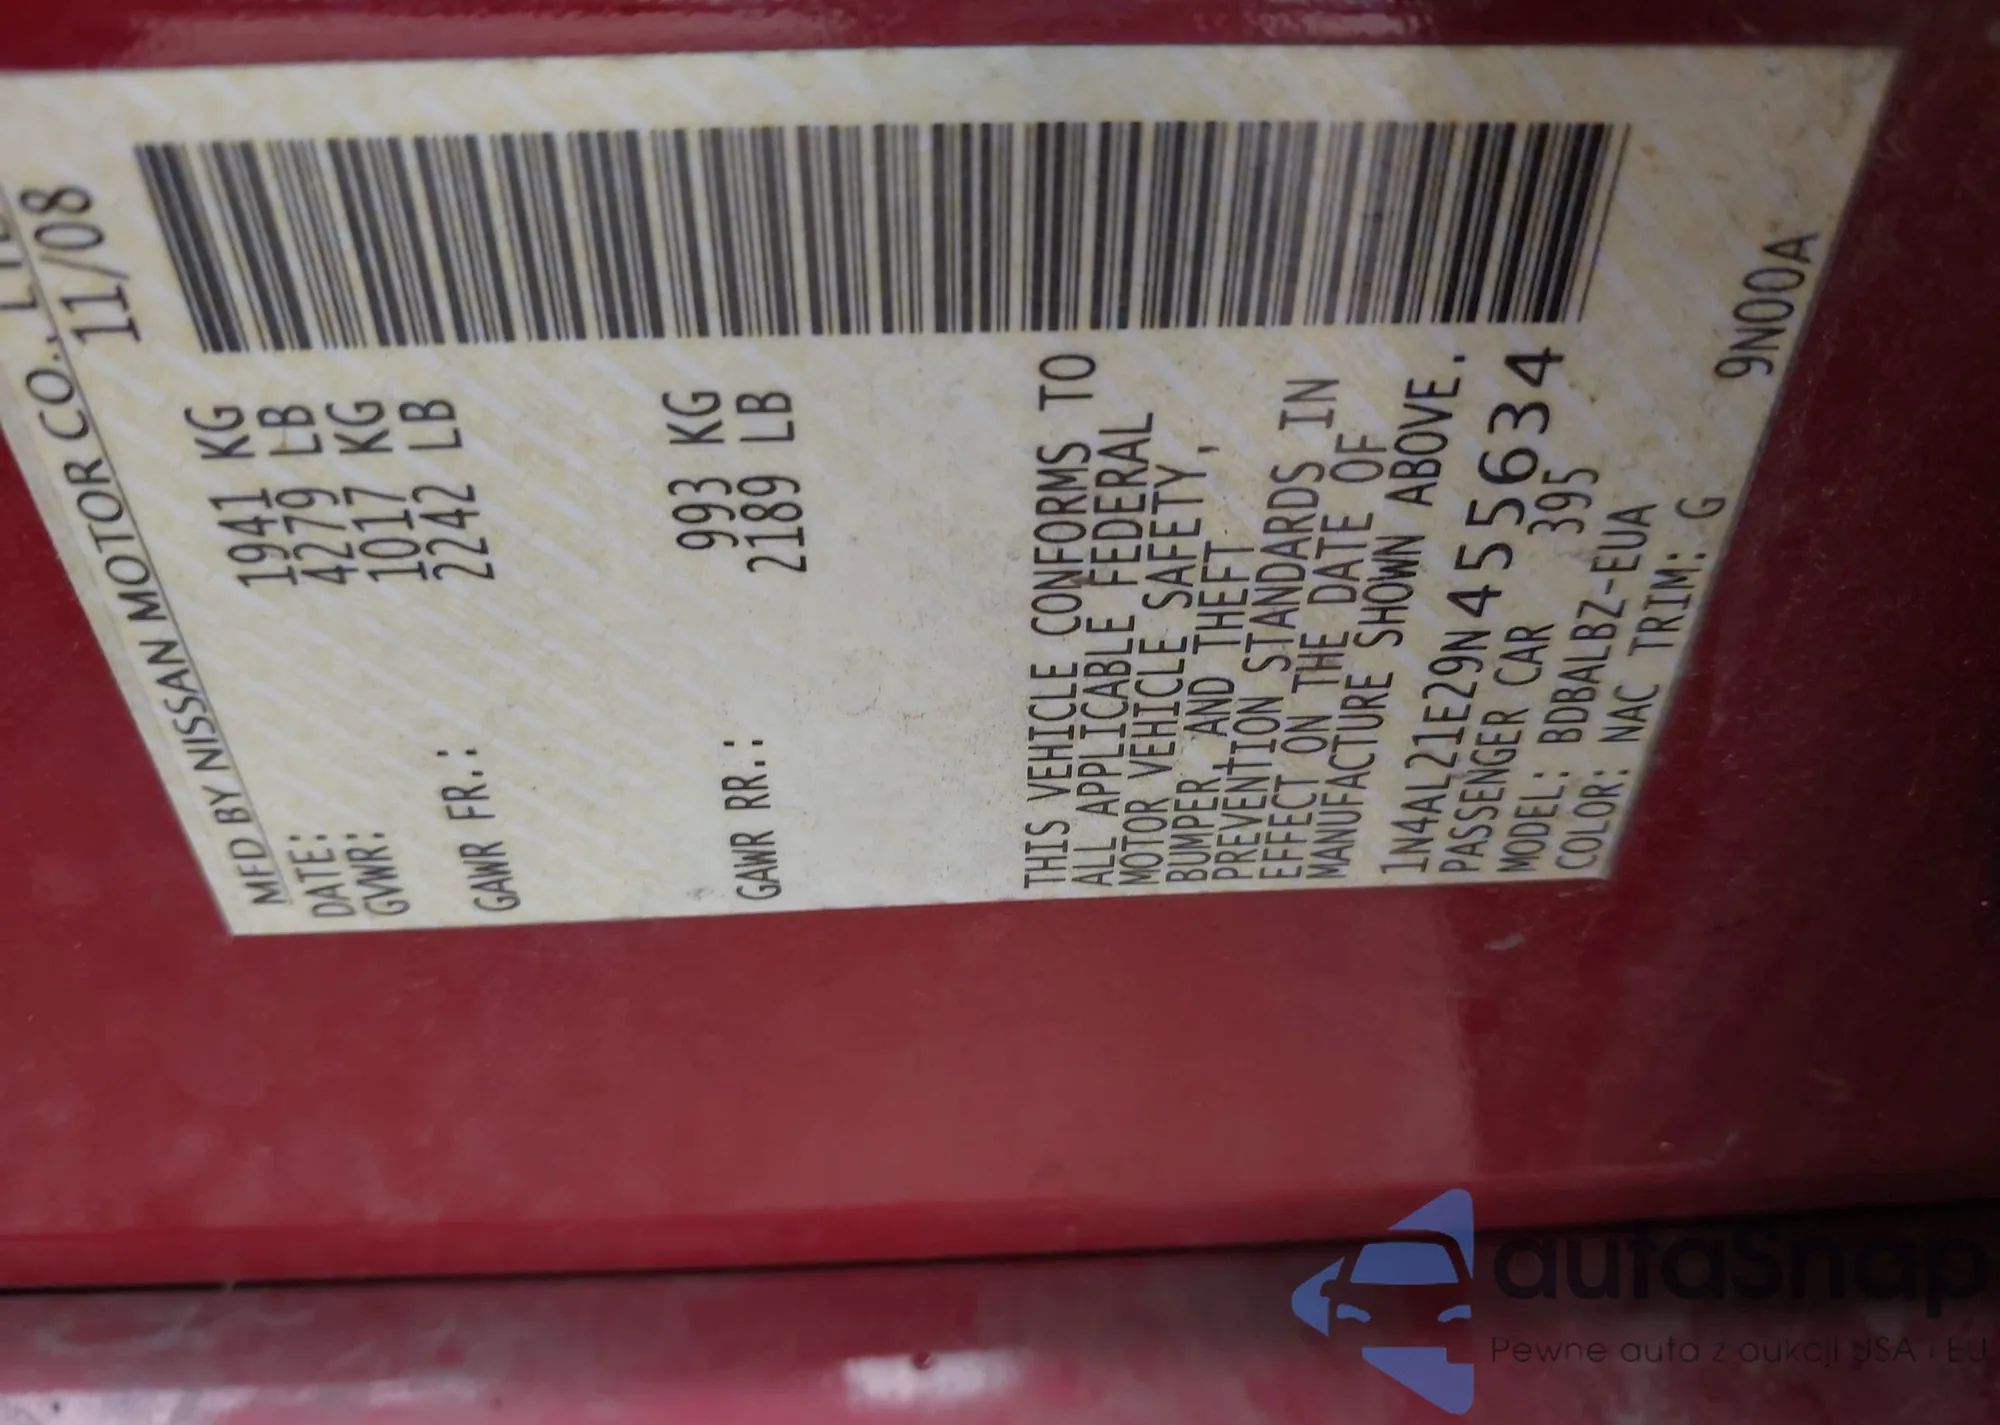 MFD BY NISSAN MOTOR CO.,
DATE: 11/08
GVWR: 1941 KG
4279 LB
GAWR FR.: 1017 KG
2242 LB
GAWR RR.: 993 KG
2189 LB
THIS VEHICLE CONFORMS TO
ALL APPLICABLE FEDERAL
MOTOR VEHICLE SAFETY,
BUMPER, AND THEFT
PREVENTION STANDARDS IN
EFFECT ON THE DATE OF
MANUFACTURE SHOWN ABOVE.
1N4AL21E29N455634
PASSENGER CAR 395
MODEL: BDBALBZ-EUA
COLOR: NAC TRIM: G
9N00A
autaSnap
Pewne auta z aukcji USA i EU